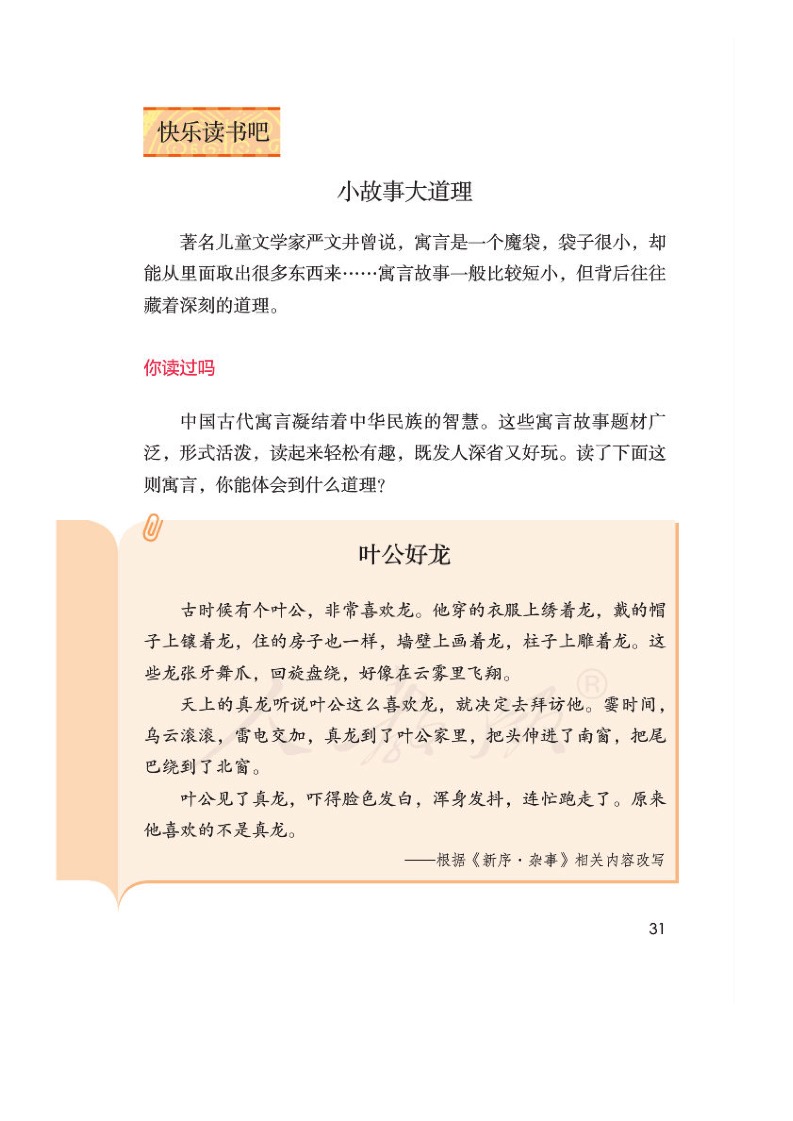 快乐读书吧
小故事大道理
著名儿童文学家严文井曾说，寓言是一个魔袋，袋子很小，却
能从里面取出很多东西来……寓言故事一般比较短小，但背后往往
藏着深刻的道理。
你读过吗
中国古代寓言凝结着中华民族的智慧。这些寓言故事题材广
泛，形式活泼，读起来轻松有趣，既发人深省又好玩。读了下面这
则寓言，你能体会到什么道理？
叶公好龙
古时候有个叶公，非常喜欢龙。他穿的衣服上绣着龙，戴的帽
子上镶着龙，住的房子也一样，墙壁上画着龙，柱子上雕着龙。这
些龙张牙舞爪，回旋盘绕，好像在云雾里飞翔。
天上的真龙听说叶公这么喜欢龙，就决定去拜访他。霎时间，
乌云滚滚，雷电交加，真龙到了叶公家里，把头伸进了南窗，把尾
巴绕到了北窗。
叶公见了真龙，吓得脸色发白，浑身发抖，连忙跑走了。原来
他喜欢的不是真龙。
——根据《新序·杂事》相关内容改写
人教版®
31